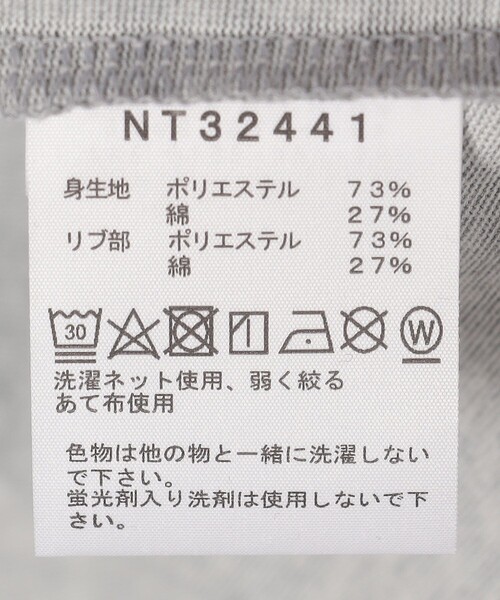 NT32441
身生地 ポリエステル 73%
綿 27%
リブ部 ポリエステル 73%
綿 27%
30 W
洗濯ネット使用、弱く絞る
あて布使用
色物は他の物と一緒に洗濯しない
で下さい。
蛍光剤入り洗剤は使用しないで下
さい。